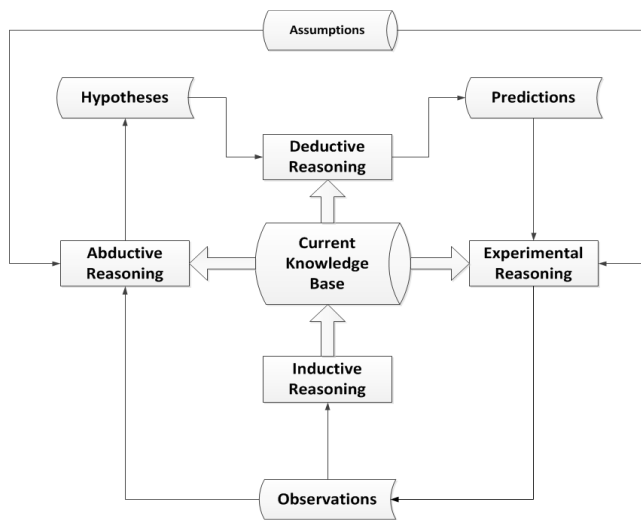 Assumptions
Hypotheses
Predictions
Deductive
Reasoning
Abductive
Reasoning
Current
Knowledge
Base
Experimental
Reasoning
Inductive
Reasoning
Observations